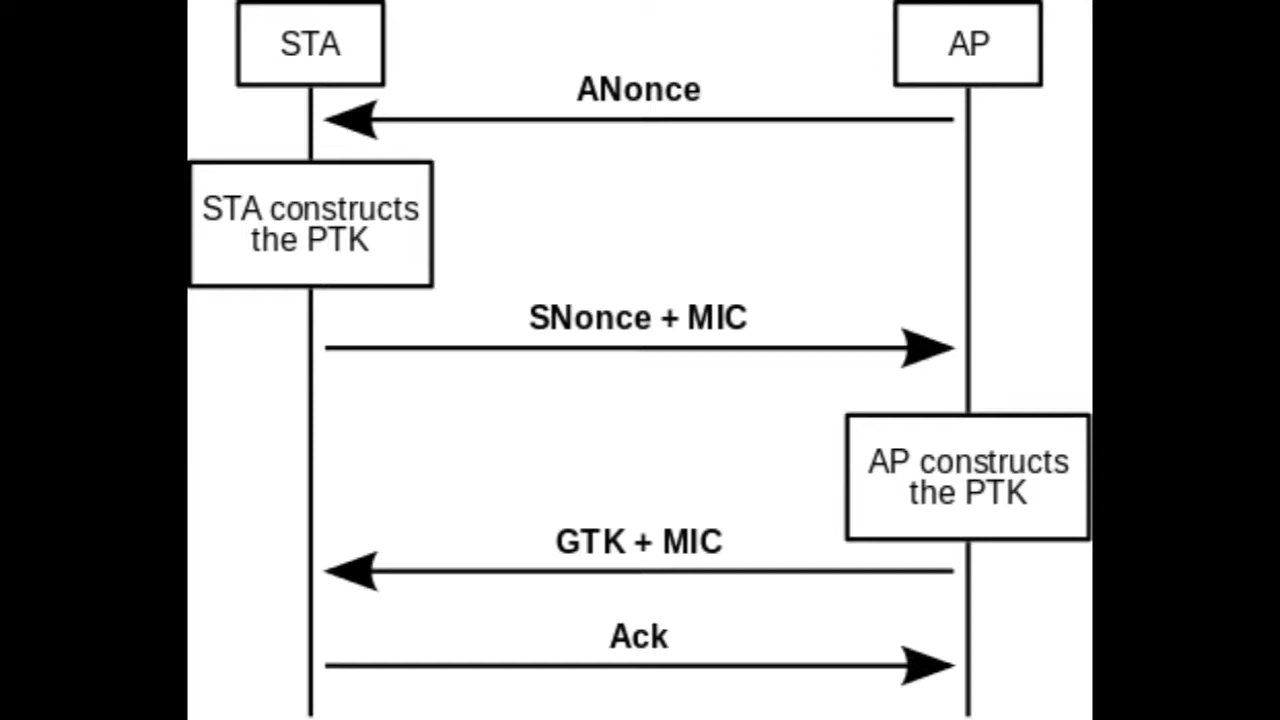 STA
AP
ANonce
STA constructs
the PTK
SNonce + MIC
AP constructs
the PTK
GTK + MIC
Ack